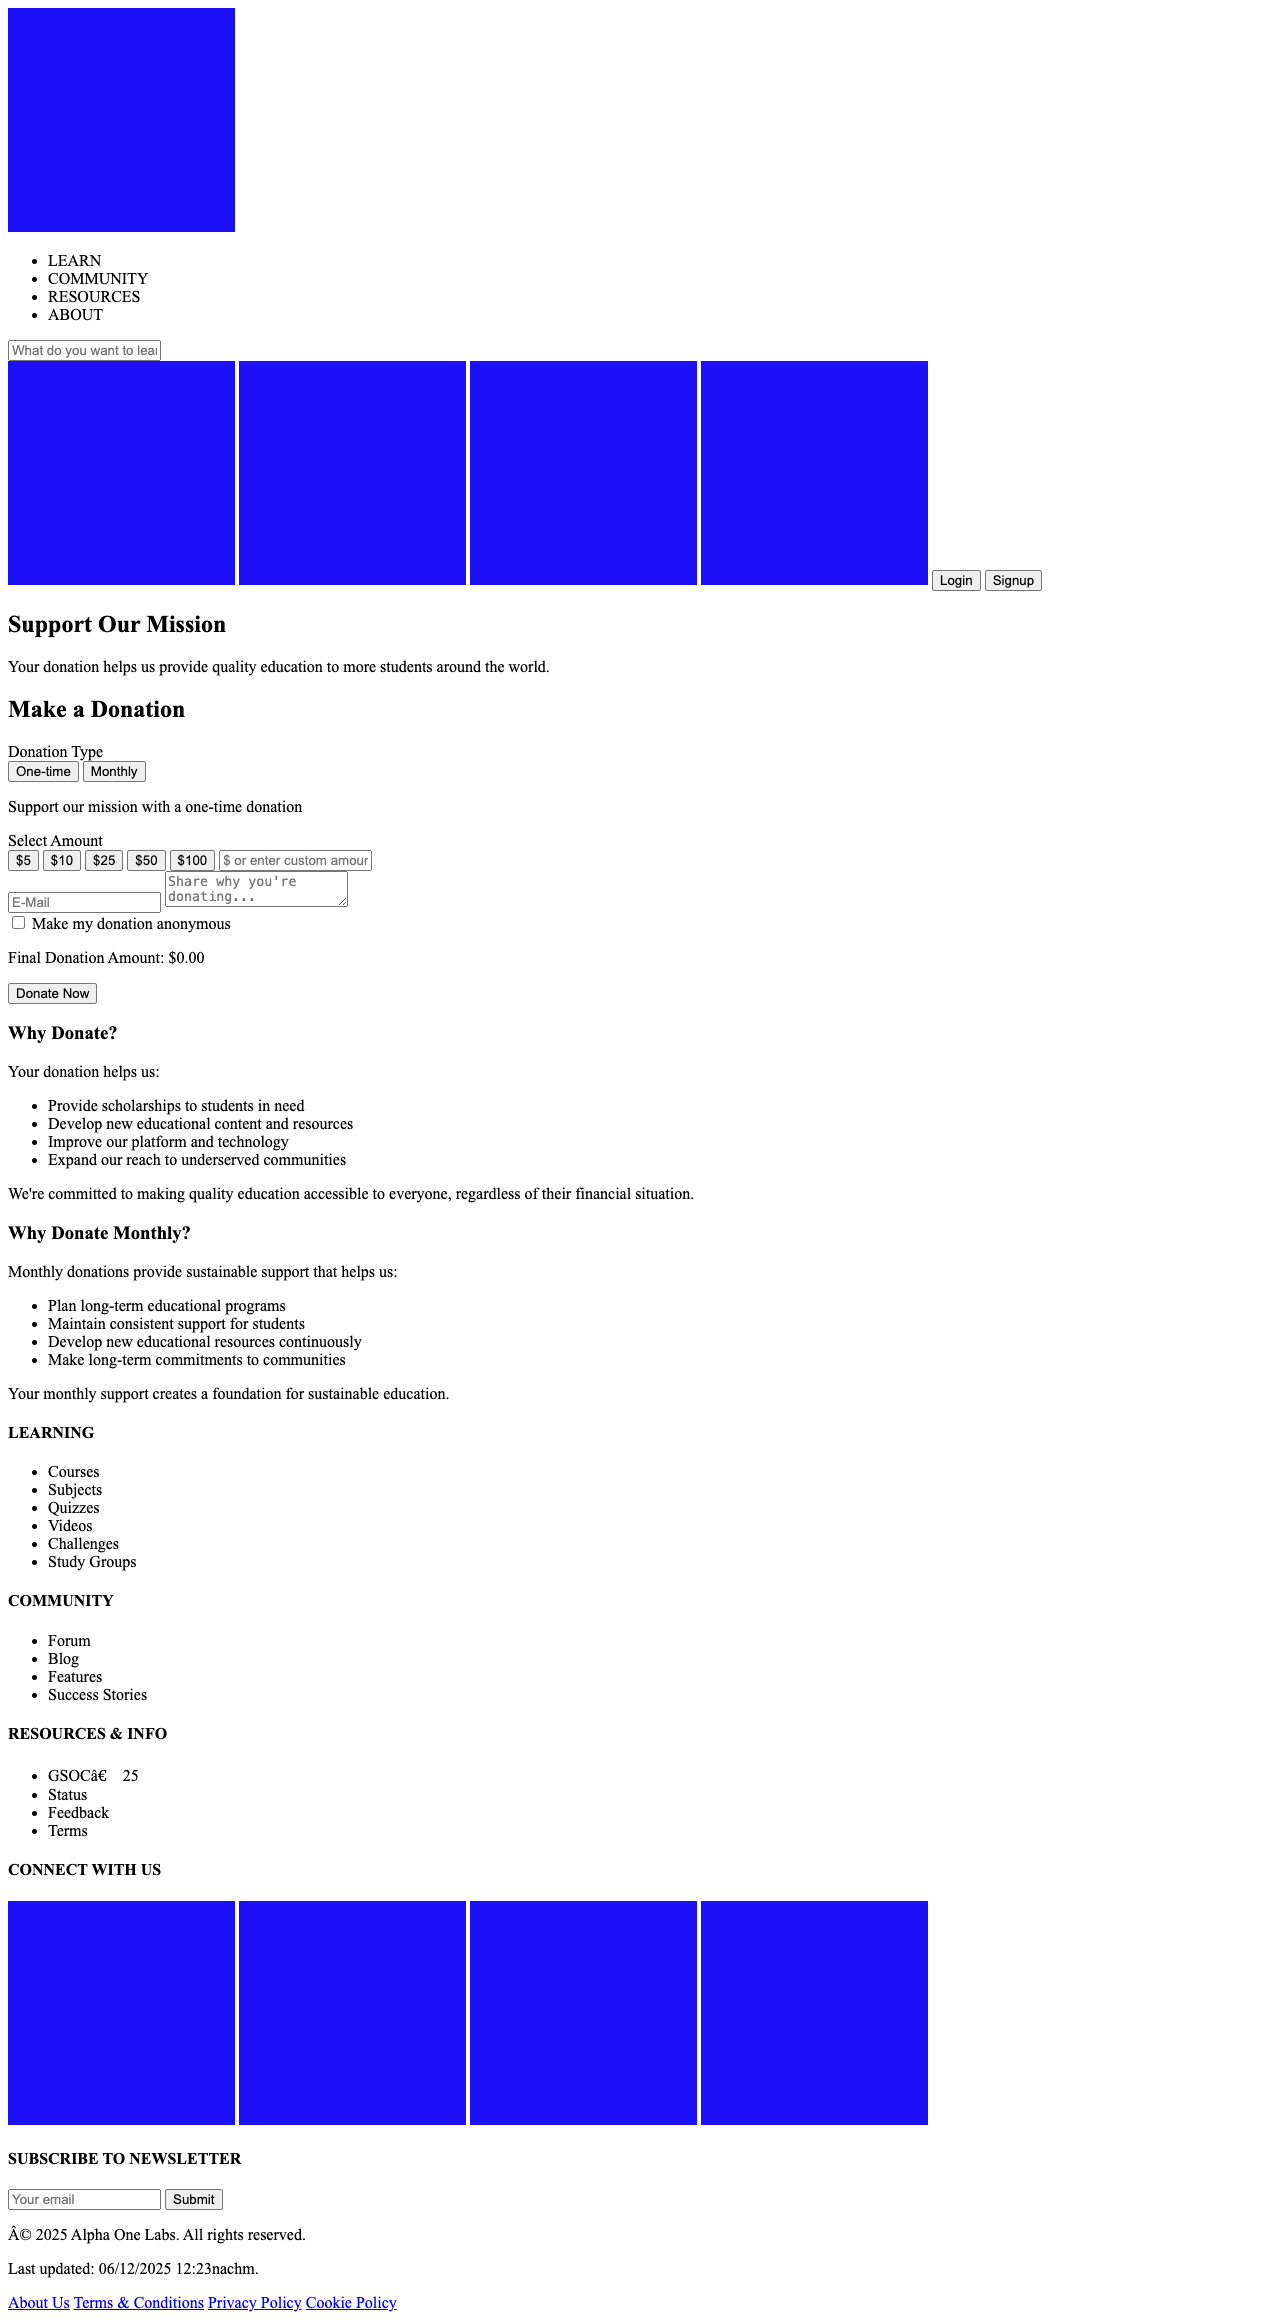 LEARN
COMMUNITY
RESOURCES
ABOUT
What do you want to lear
Login Signup
Support Our Mission
Your donation helps us provide quality education to more students around the world.
Make a Donation
Donation Type
One-time Monthly
Support our mission with a one-time donation
Select Amount
$5 $10 $25 $50 $100 $ or enter custom amour
E-Mail Share why you're
donating...
Make my donation anonymous
Final Donation Amount: $0.00
Donate Now
Why Donate?
Your donation helps us:
Provide scholarships to students in need
Develop new educational content and resources
Improve our platform and technology
Expand our reach to underserved communities
We're committed to making quality education accessible to everyone, regardless of their financial situation.
Why Donate Monthly?
Monthly donations provide sustainable support that helps us:
Plan long-term educational programs
Maintain consistent support for students
Develop new educational resources continuously
Make long-term commitments to communities
Your monthly support creates a foundation for sustainable education.
LEARNING
Courses
Subjects
Quizzes
Videos
Challenges
Study Groups
COMMUNITY
Forum
Blog
Features
Success Stories
RESOURCES & INFO
GSOCâ€ 25
Status
Feedback
Terms
CONNECT WITH US
SUBSCRIBE TO NEWSLETTER
Your email Submit
Â© 2025 Alpha One Labs. All rights reserved.
Last updated: 06/12/2025 12:23nachm.
About Us Terms & Conditions Privacy Policy Cookie Policy